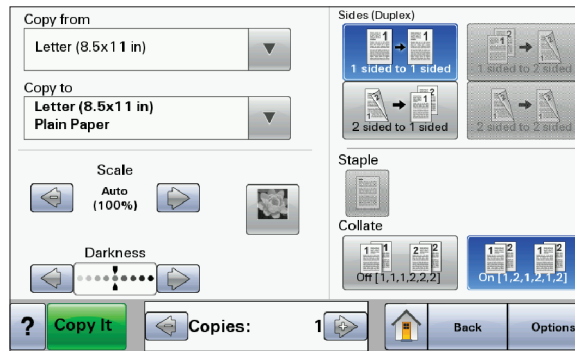 Copy from
Letter (8.5x11 in)
Copy to
Letter (8.5x11 in)
Plain Paper
Scale
Auto
(100%)
Darkness
Sides (Duplex)
1 sided to 1 sided
1 sided to 2 sided
2 sided to 1 sided
2 sided to 2 sided
Staple
Collate
Off [1,1,1,2,2,2]
On [1,2,1,2,1,2]
?
Copy It
Copies:
1
Back
Options